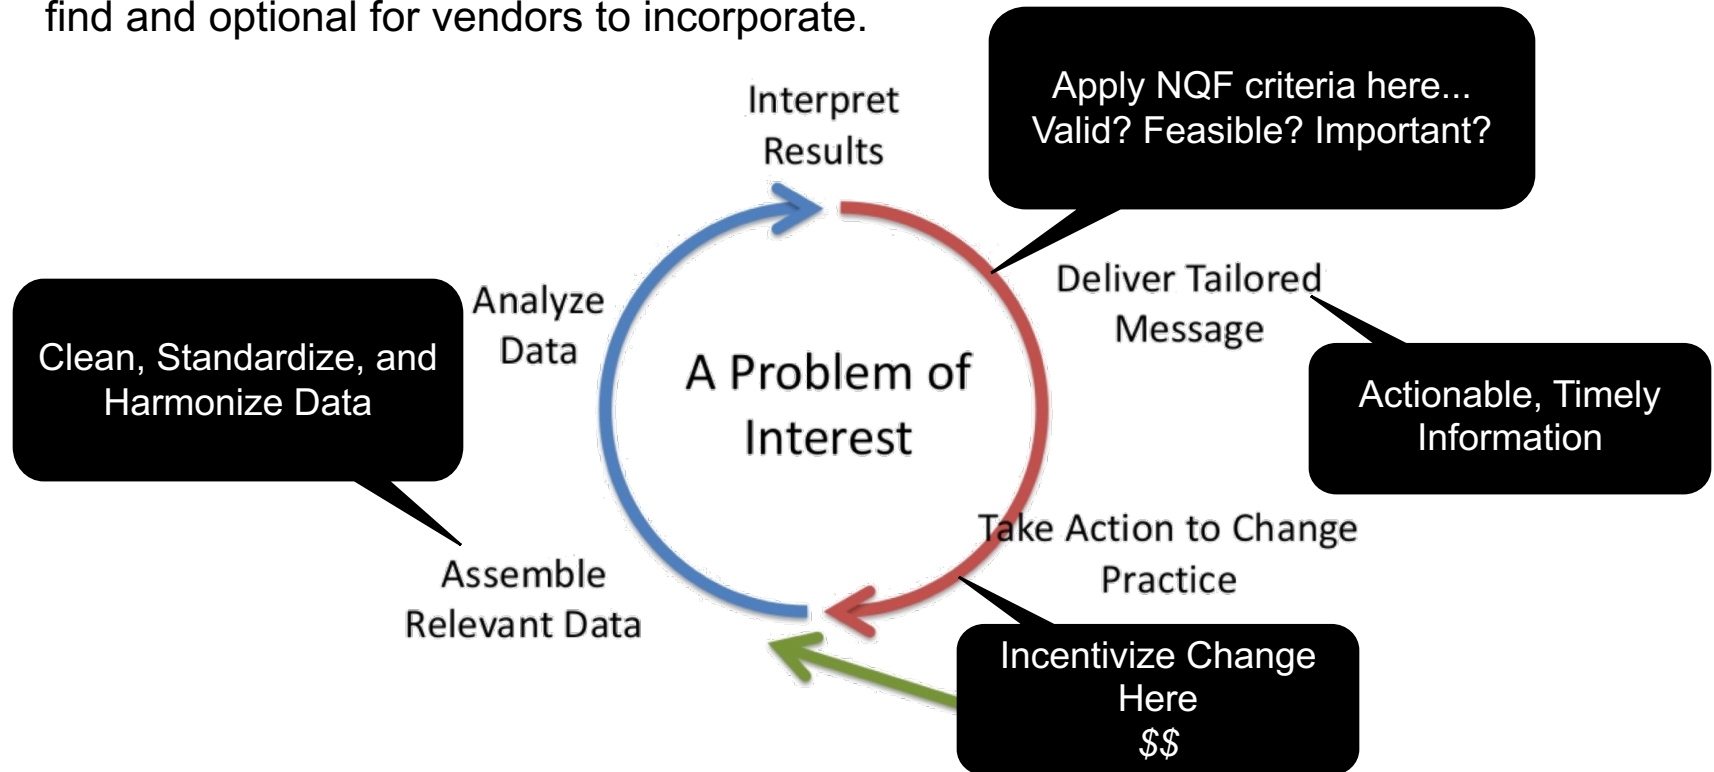 find and optional for vendors to incorporate.
Interpret
Results
Apply NQF criteria here...
Valid? Feasible? Important?
Deliver Tailored
Message
Actionable, Timely
Information
Analyze
Data
Clean, Standardize, and
Harmonize Data
A Problem of
Interest
Take Action to Change
Practice
Assemble
Relevant Data
Incentivize Change
Here
$$